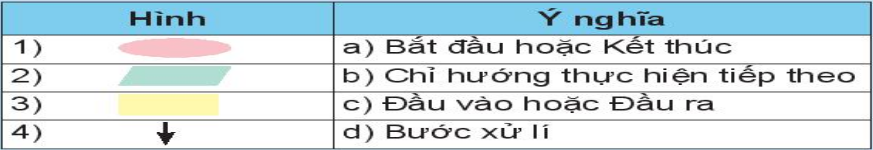 Hình Ý nghĩa
1) a) Bắt đầu hoặc Kết thúc
2) b) Chỉ hướng thực hiện tiếp theo
3) c) Đầu vào hoặc Đầu ra
4) d) Bước xử lí